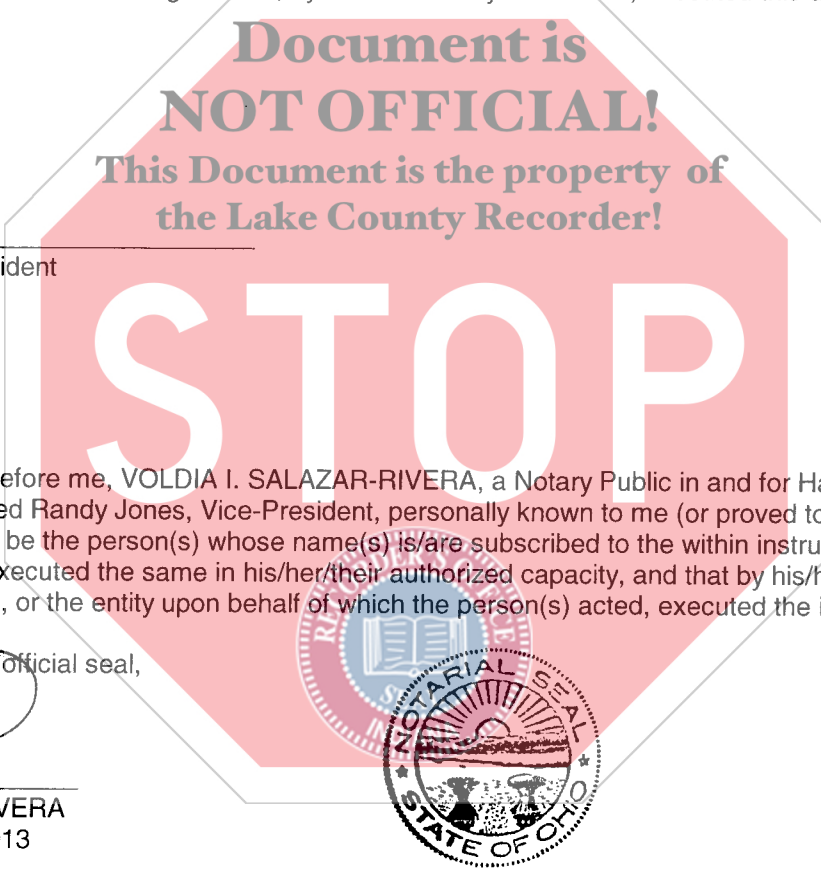 Document is
NOT OFFICIAL!
This Document is the property of
the Lake County Recorder!
ident
STOP
efore me, VOLDIA I. SALAZAR-RIVERA, a Notary Public in and for Ha
ed Randy Jones, Vice-President, personally known to me (or proved to
be the person(s) whose name(s) is/are subscribed to the within instru
xecuted the same in his/her/their authorized capacity, and that by his/h
, or the entity upon behalf of which the person(s) acted, executed the i
RECORDER'S OFFICE
official seal,
NOTARIAL SEAL
STATE OF OHIO
VERA
13